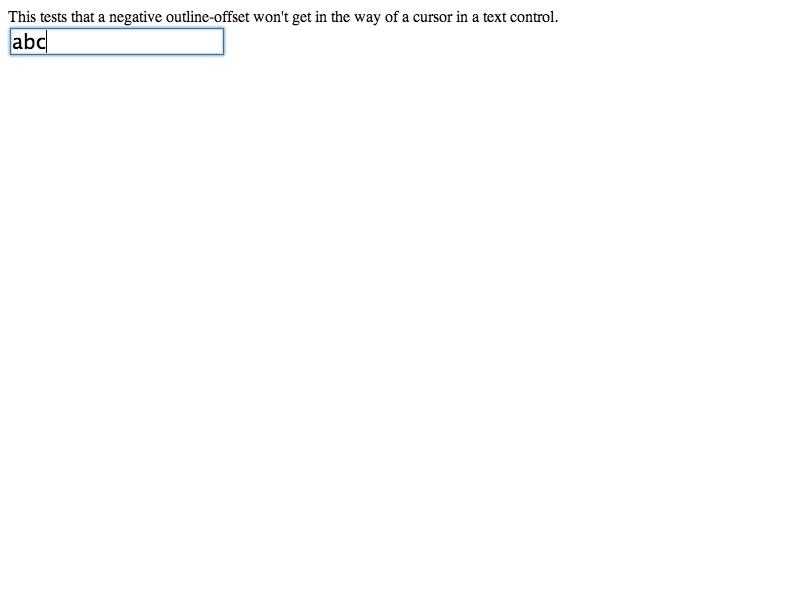 This tests that a negative outline-offset won't get in the way of a cursor in a text control.
abc